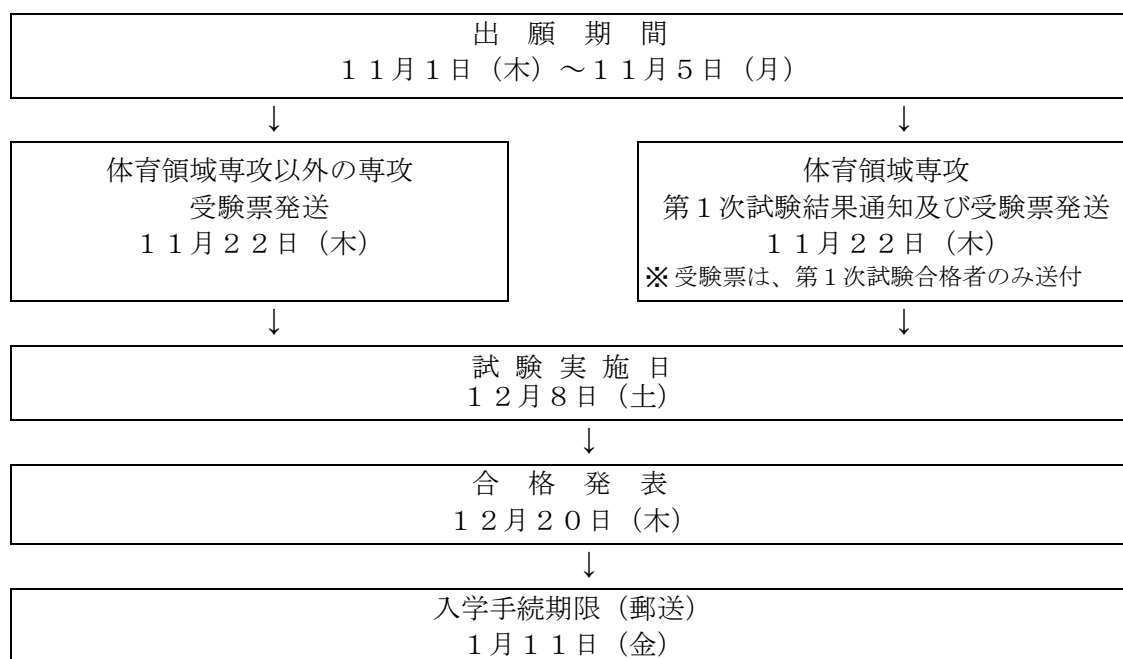 出　願　期　間
１１月１日（木）～１１月５日（月）
↓
↓
体育領域専攻以外の専攻
受験票発送
１１月２２日（木）
体育領域専攻
第１次試験結果通知及び受験票発送
１１月２２日（木）
※受験票は、第１次試験合格者のみ送付
↓
↓
試 験 実 施 日
１２月８日（土）
↓
合　格　発　表
１２月２０日（木）
↓
入学手続期限（郵送）
１月１１日（金）